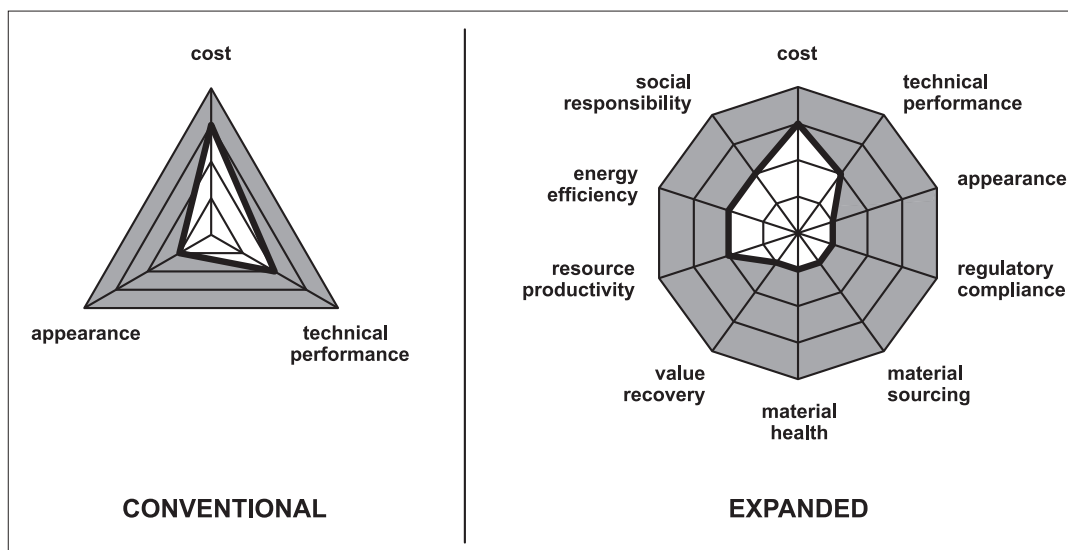 cost
appearance
technical
performance
CONVENTIONAL
cost
technical
performance
appearance
regulatory
compliance
material
sourcing
material
health
value
recovery
resource
productivity
energy
efficiency
social
responsibility
EXPANDED